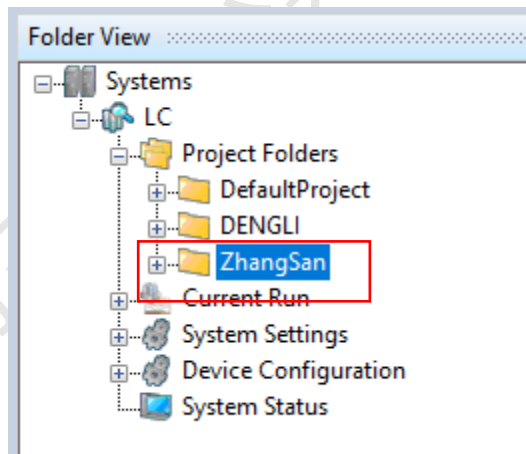 Folder View
Systems
LC
Project Folders
DefaultProject
DENGLI
ZhangSan
Current Run
System Settings
Device Configuration
System Status